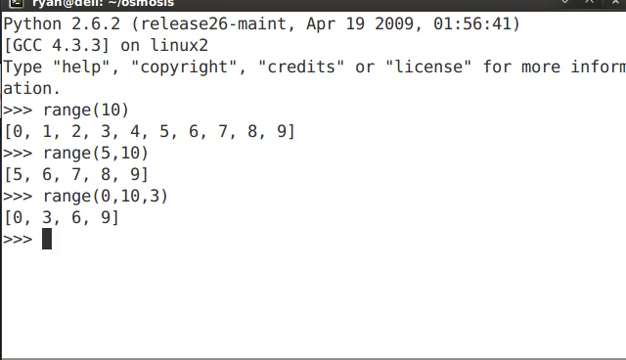 ryan@dell: ~/osmosis
Python 2.6.2 (release26-maint, Apr 19 2009, 01:56:41)
[GCC 4.3.3] on linux2
Type "help", "copyright", "credits" or "license" for more inform
ation.
>>> range(10)
[0, 1, 2, 3, 4, 5, 6, 7, 8, 9]
>>> range(5,10)
[5, 6, 7, 8, 9]
>>> range(0,10,3)
[0, 3, 6, 9]
>>>